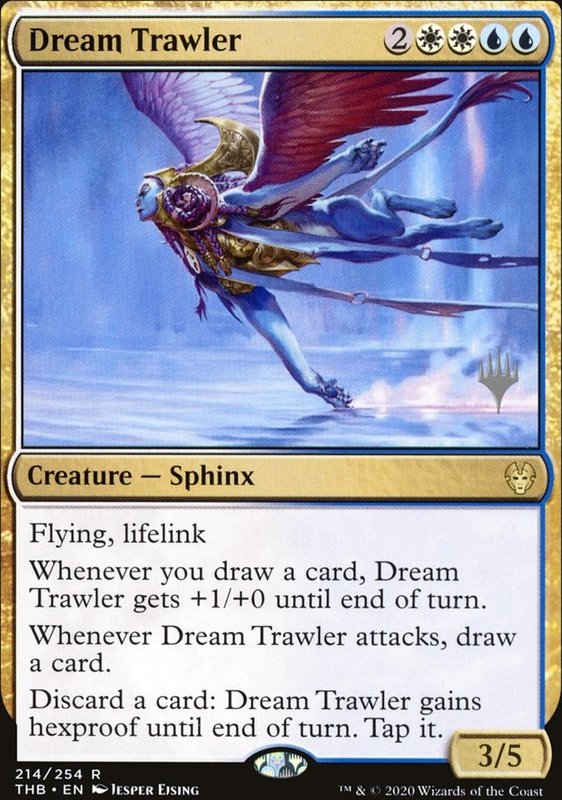 Dream Trawler 2
Creature — Sphinx
Flying, lifelink
Whenever you draw a card, Dream
Trawler gets +1/+0 until end of turn.
Whenever Dream Trawler attacks, draw
a card.
Discard a card: Dream Trawler gains
hexproof until end of turn. Tap it.
3/5
214/254 R
THB • EN Jesper Eising ™ & © 2020 Wizards of the Coast